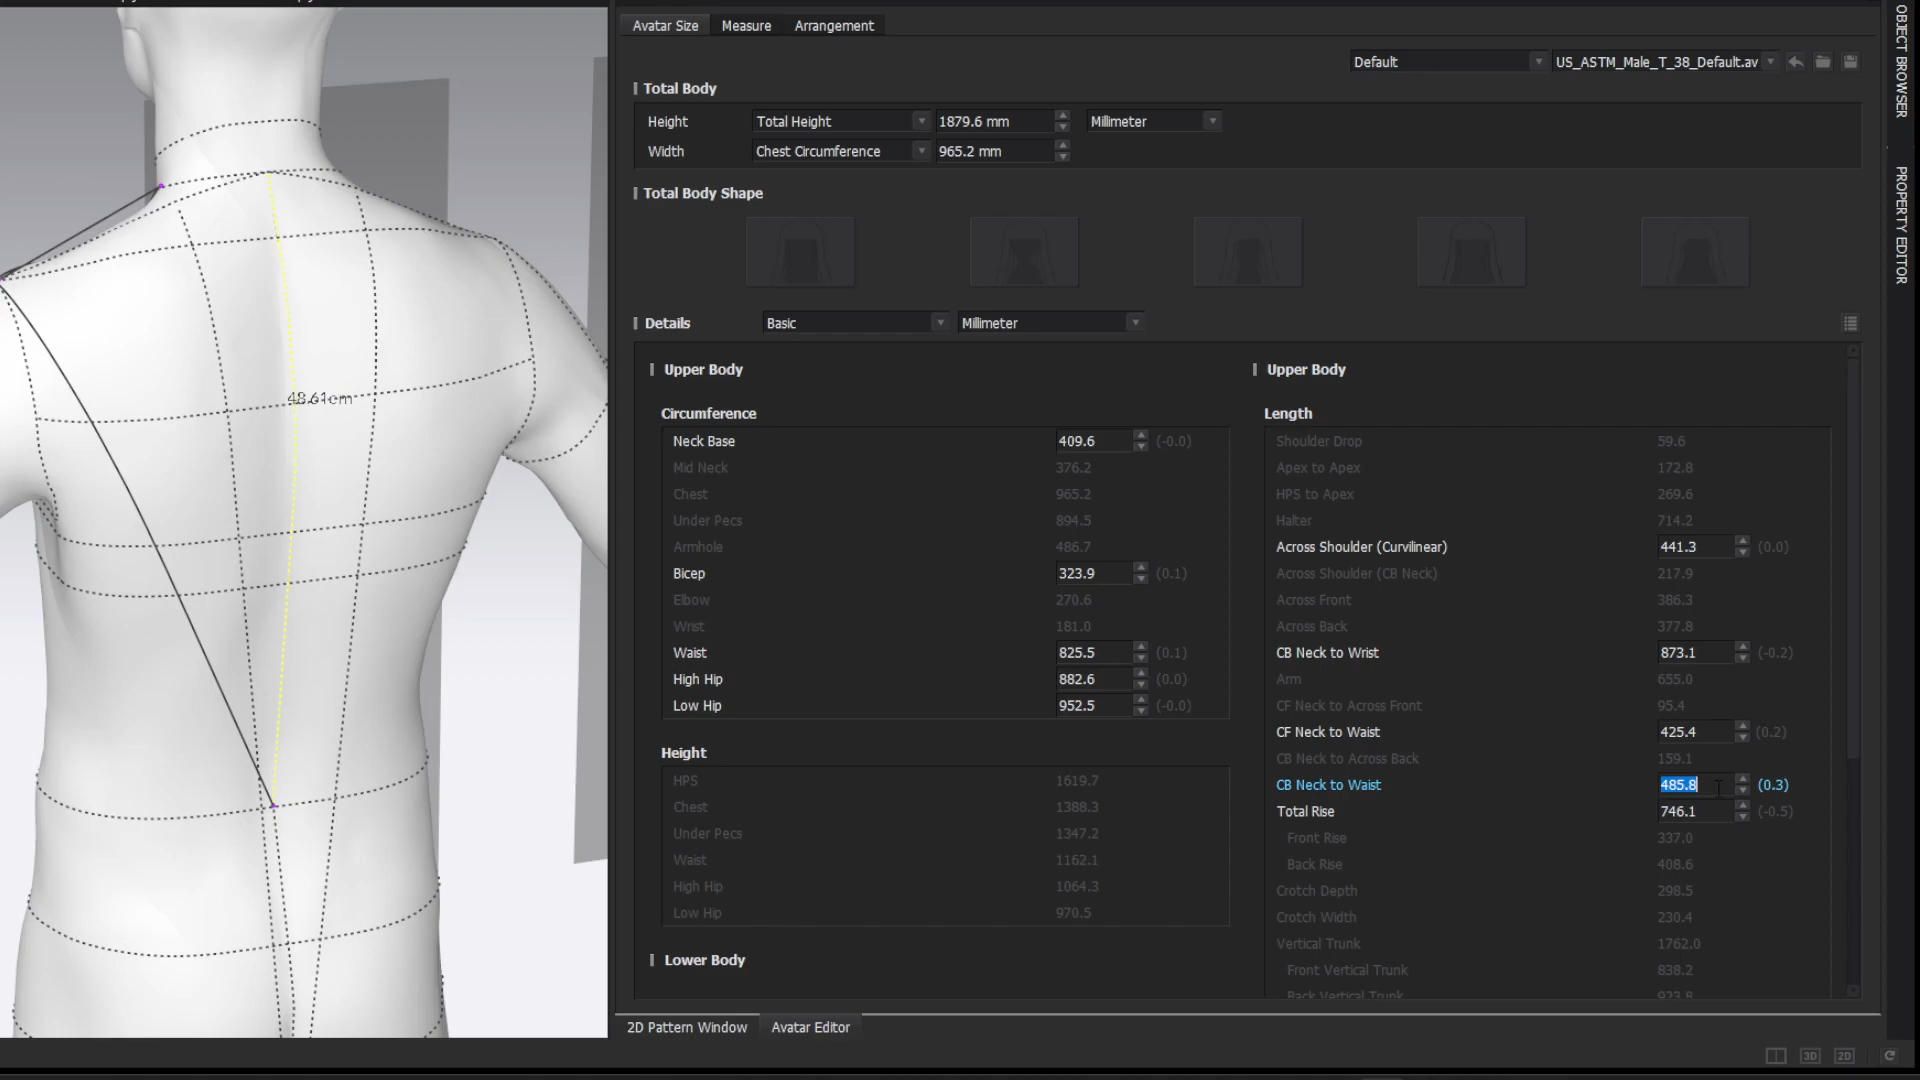 Avatar Size Measure Arrangement
Default US_ASTM_Male_T_38_Default.av
Total Body
Height Total Height 1879.6 mm Millimeter
Width Chest Circumference 965.2 mm
Total Body Shape
Details Basic Millimeter
Upper Body
Circumference
Neck Base 409.6 (-0.0)
Mid Neck 376.2
Chest 965.2
Under Pecs 894.5
Armhole 486.7
Bicep 323.9 (0.1)
Elbow 270.6
Wrist 181.0
Waist 825.5 (0.1)
High Hip 882.6 (0.0)
Low Hip 952.5 (-0.0)
Height
HPS 1619.7
Chest 1388.3
Under Pecs 1347.2
Waist 1162.1
High Hip 1064.3
Low Hip 970.5
Lower Body
Upper Body
Length
Shoulder Drop 59.6
Apex to Apex 172.8
HPS to Apex 269.6
Halter 714.2
Across Shoulder (Curvilinear) 441.3 (0.0)
Across Shoulder (CB Neck) 217.9
Across Front 386.3
Across Back 377.8
CB Neck to Wrist 873.1 (-0.2)
Arm 655.0
CF Neck to Across Front 95.4
CF Neck to Waist 425.4 (0.2)
CB Neck to Across Back 159.1
CB Neck to Waist 485.8 (0.3)
Total Rise 746.1 (-0.5)
Front Rise 337.0
Back Rise 408.6
Crotch Depth 298.5
Crotch Width 230.4
Vertical Trunk 1762.0
Front Vertical Trunk 838.2
Back Vertical Trunk 923.8
48.61cm
2D Pattern Window Avatar Editor
3D 2D
OBJECT BROWSER
PROPERTY EDITOR